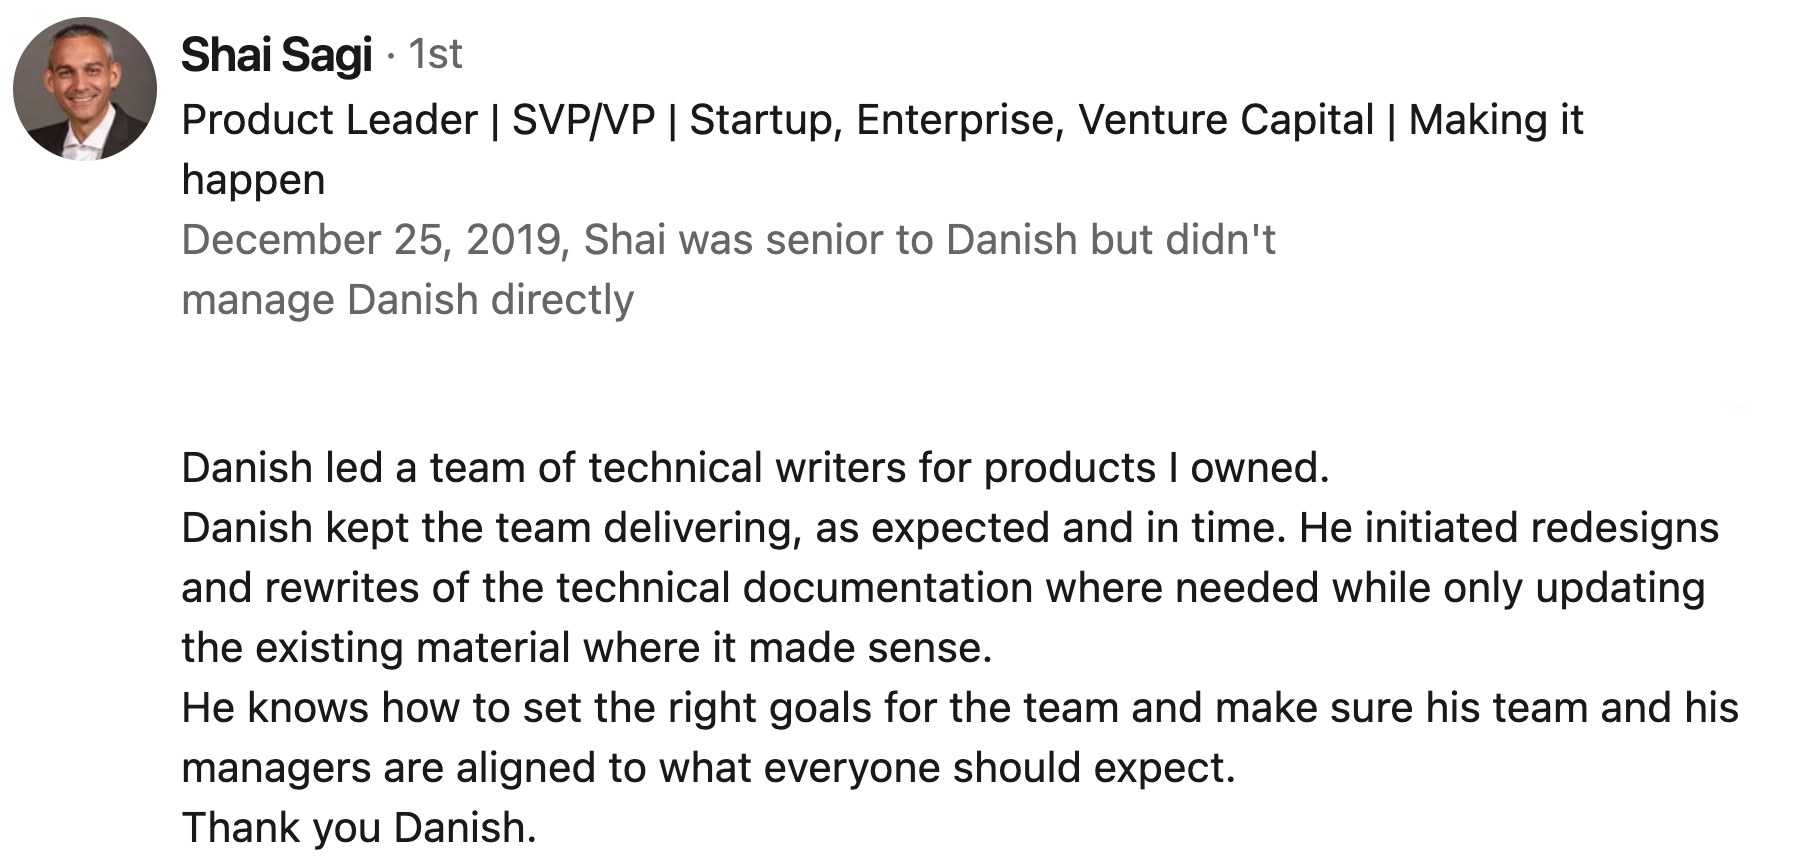 Shai Sagi · 1st
Product Leader | SVP/VP | Startup, Enterprise, Venture Capital | Making it
happen
December 25, 2019, Shai was senior to Danish but didn't
manage Danish directly
Danish led a team of technical writers for products I owned.
Danish kept the team delivering, as expected and in time. He initiated redesigns
and rewrites of the technical documentation where needed while only updating
the existing material where it made sense.
He knows how to set the right goals for the team and make sure his team and his
managers are aligned to what everyone should expect.
Thank you Danish.